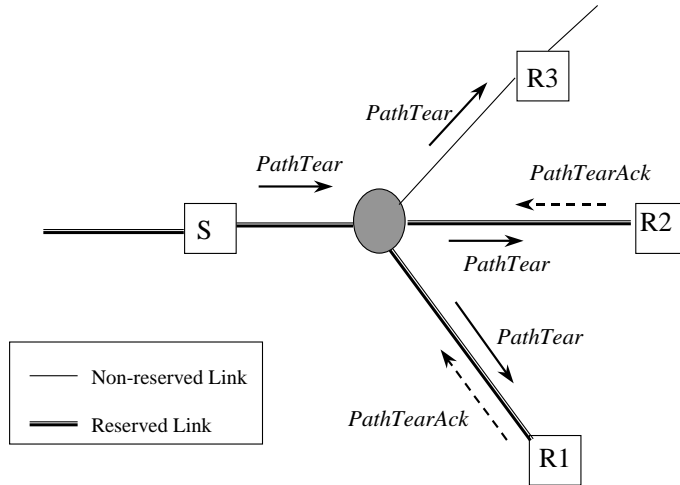 R3
PathTear
PathTear
PathTearAck
S
R2
PathTear
PathTear
Non-reserved Link
PathTearAck
Reserved Link
R1